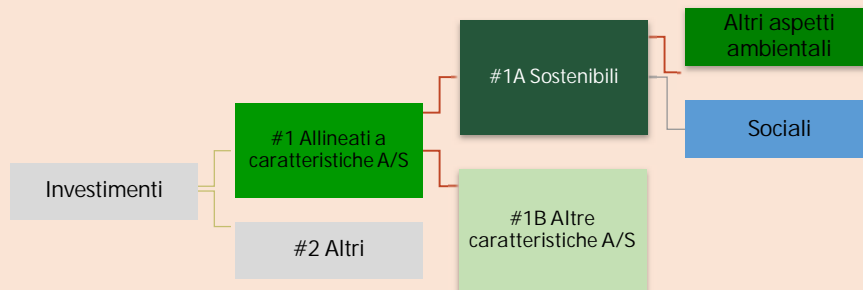 Altri aspetti
ambientali
#1A Sostenibili
Sociali
#1 Allineati a
caratteristiche A/S
Investimenti
#1B Altre
caratteristiche A/S
#2 Altri